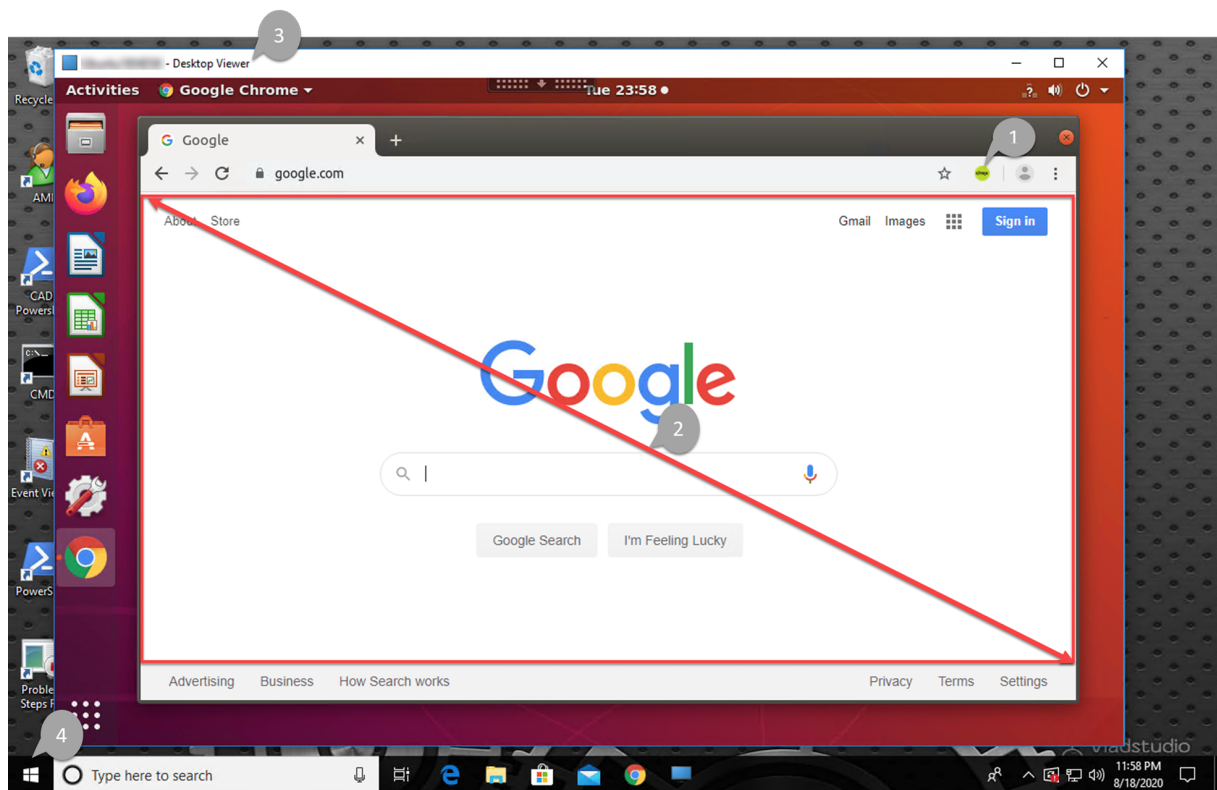 3
- Desktop Viewer
Recycle
Activities Google Chrome Tue 23:58
Google
1
google.com
AMI
About Store Gmail Images Sign in
CAD
Powers
Google
C:\
CMD
2
Event Vie
Google Search I'm Feeling Lucky
PowerS
Proble
Steps R
Advertising Business How Search works Privacy Terms Settings
4
vladstudio
Type here to search
11:58 PM
8/18/2020